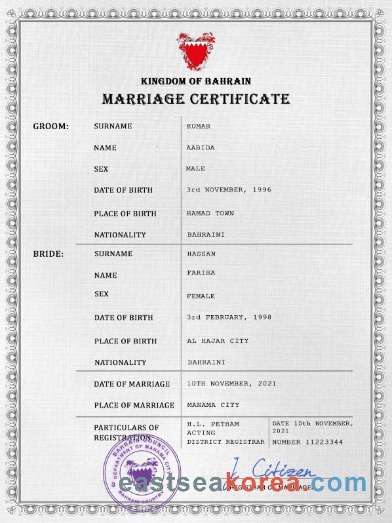 KINGDOM OF BAHRAIN
MARRIAGE CERTIFICATE
GROOM: SURNAME KUMAR
NAME AABIDA
SEX MALE
DATE OF BIRTH 3rd NOVEMBER, 1996
PLACE OF BIRTH HAMAD TOWN
NATIONALITY BAHRAINI
BRIDE: SURNAME HASSAN
NAME FARIHA
SEX FEMALE
DATE OF BIRTH 3rd FEBRUARY, 1998
PLACE OF BIRTH AL HAJAR CITY
NATIONALITY BAHRAINI
DATE OF MARRIAGE 10TH NOVEMBER, 2021
PLACE OF MARRIAGE MANAMA CITY
PARTICULARS OF REGISTRATION
H.L. PETHAM
ACTING
DISTRICT REGISTRAR
DATE 10th NOVEMBER, 2021
NUMBER 11223344
J. Citizen
eastseakorea.com